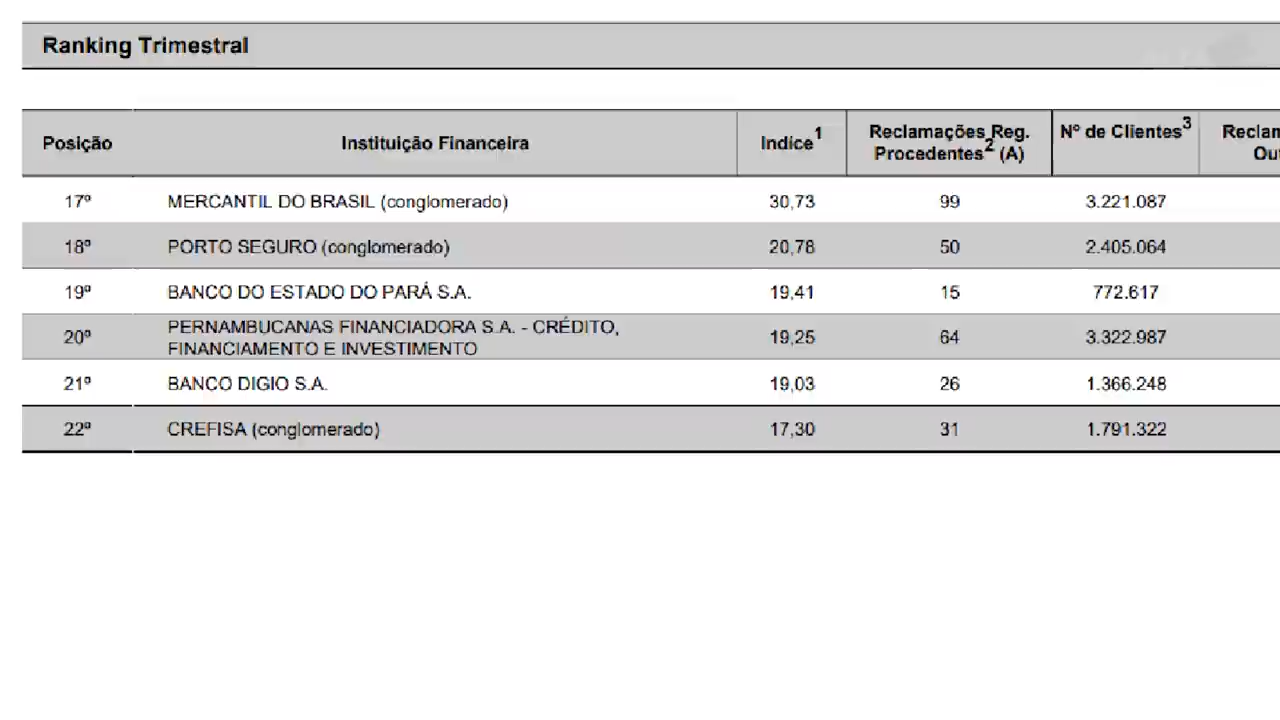 Ranking Trimestral
Posição Instituição Financeira Indice1 Reclamações Reg. Procedentes2 (A) Nº de Clientes3
17º MERCANTIL DO BRASIL (conglomerado) 30,73 99 3.221.087
18º PORTO SEGURO (conglomerado) 20,78 50 2.405.064
19º BANCO DO ESTADO DO PARÁ S.A. 19,41 15 772.617
20º PERNAMBUCANAS FINANCIADORA S.A. - CRÉDITO, FINANCIAMENTO E INVESTIMENTO 19,25 64 3.322.987
21º BANCO DIGIO S.A. 19,03 26 1.366.248
22º CREFISA (conglomerado) 17,30 31 1.791.322